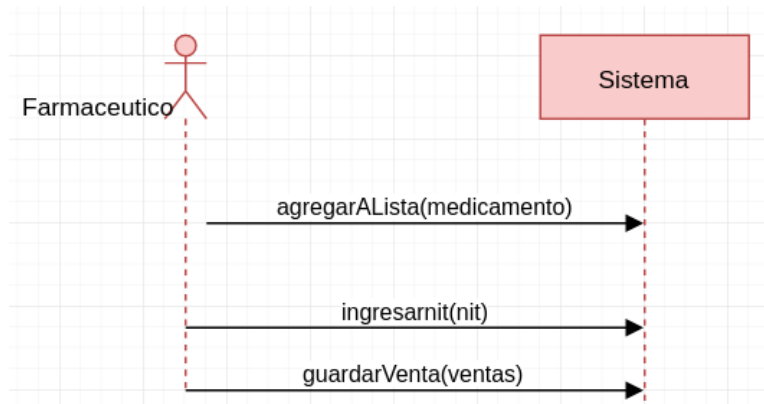 Farmaceutico
Sistema
agregarALista(medicamento)
ingresarnit(nit)
guardarVenta(ventas)